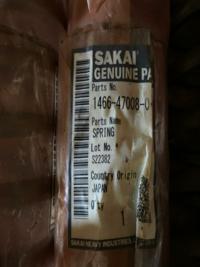 SAKAI
GENUINE PA
Parts No.
1466-47008-0
Parts Name
SPRING
Lot No.
S22382
Country Origin
JAPAN
Q'ty
1
SAKAI HEAVY INDUSTRIES,